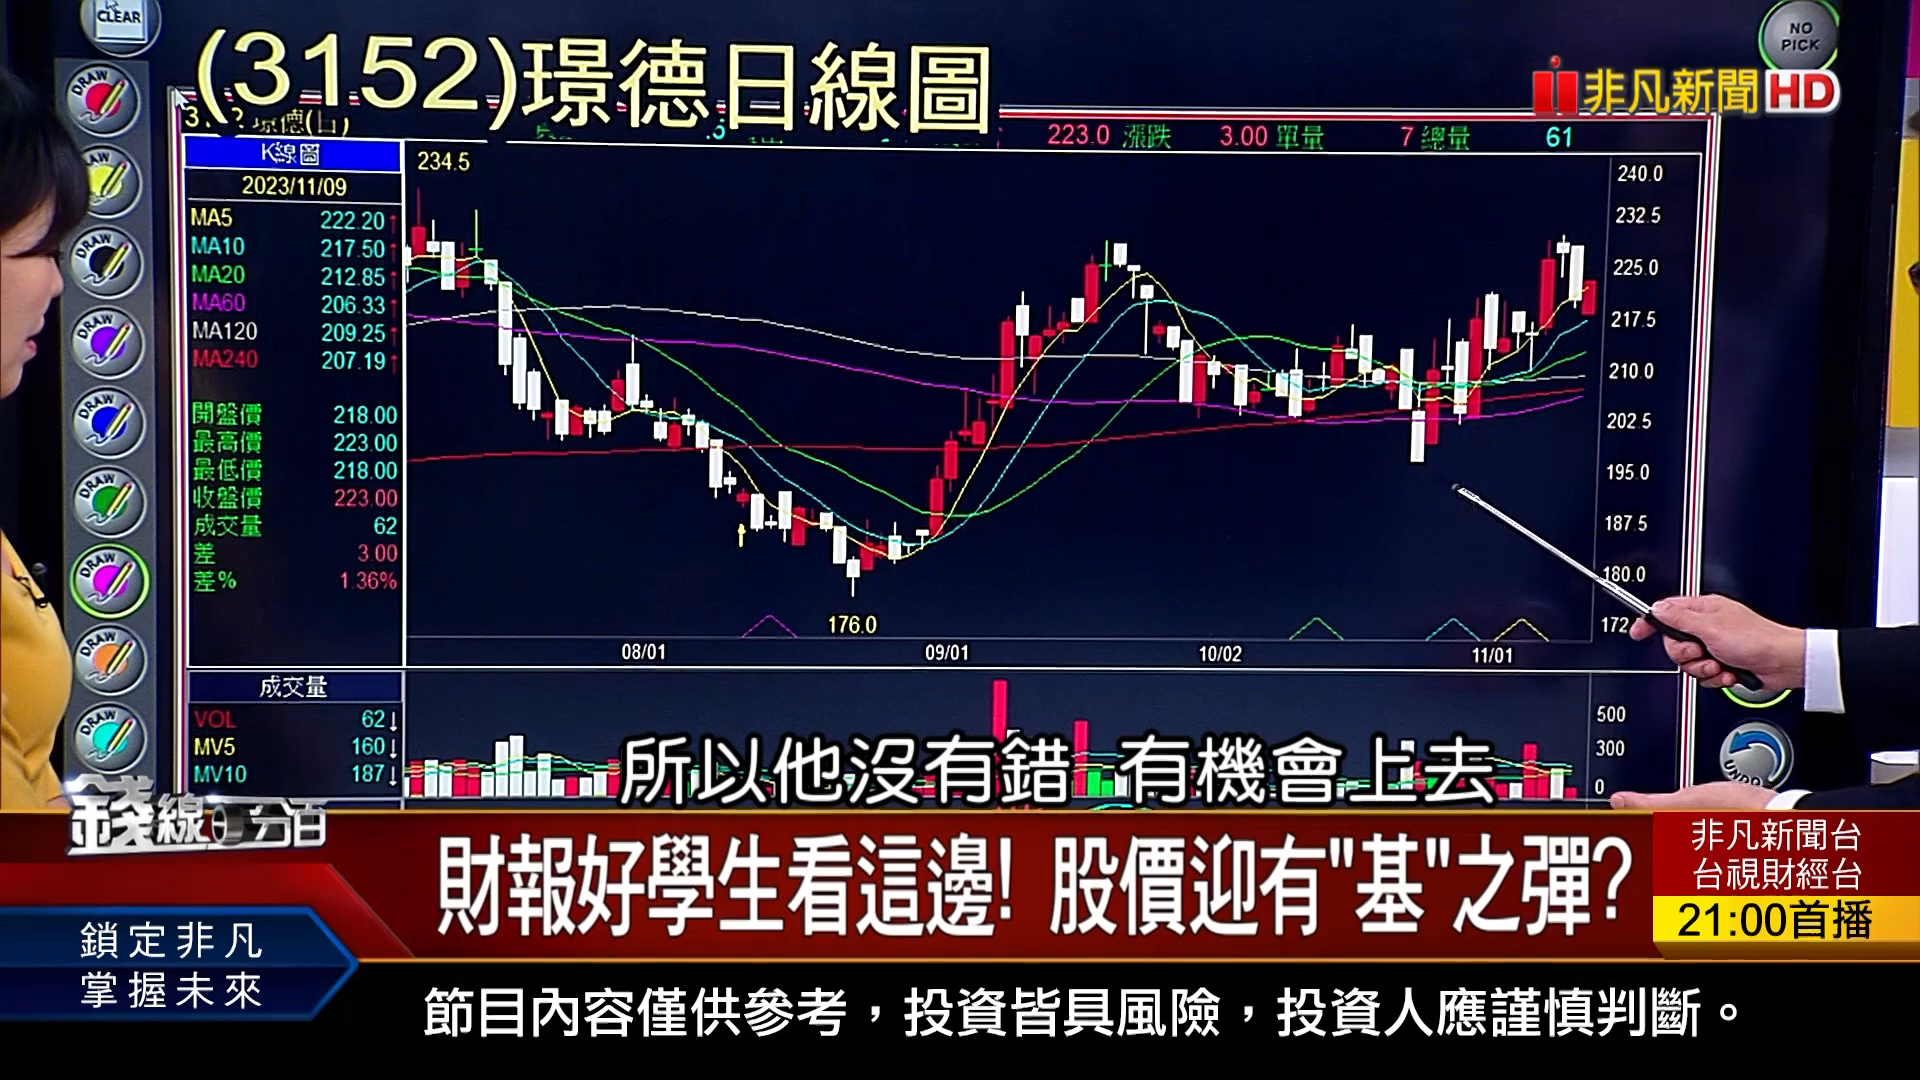 CLEAR
NO
PICK
(3152)璟德日線圖
非凡新聞HD
223.0 漲跌 3.00 單量 7 總量 61
K線圖
2023/11/09
MA5 222.20↑
MA10 217.50↑
MA20 212.85↑
MA60 206.33↑
MA120 209.25↑
MA240 207.19↑
開盤價 218.00
最高價 223.00
最低價 218.00
收盤價 223.00
成交量 62
差 3.00
差% 1.36%
234.5
176.0
240.0
232.5
225.0
217.5
210.0
202.5
195.0
187.5
180.0
172.
08/01 09/01 10/02 11/01
成交量
VOL 62↓
MV5 160↓
MV10 187↓
500
300
0
DRAW
DRAW
DRAW
DRAW
DRAW
DRAW
DRAW
DRAW
UNDO
所以他沒有錯 有機會上去
錢線百分百
財報好學生看這邊! 股價迎有"基"之彈?
非凡新聞台
台視財經台
21:00首播
鎖定非凡
掌握未來
節目內容僅供參考，投資皆具風險，投資人應謹慎判斷。